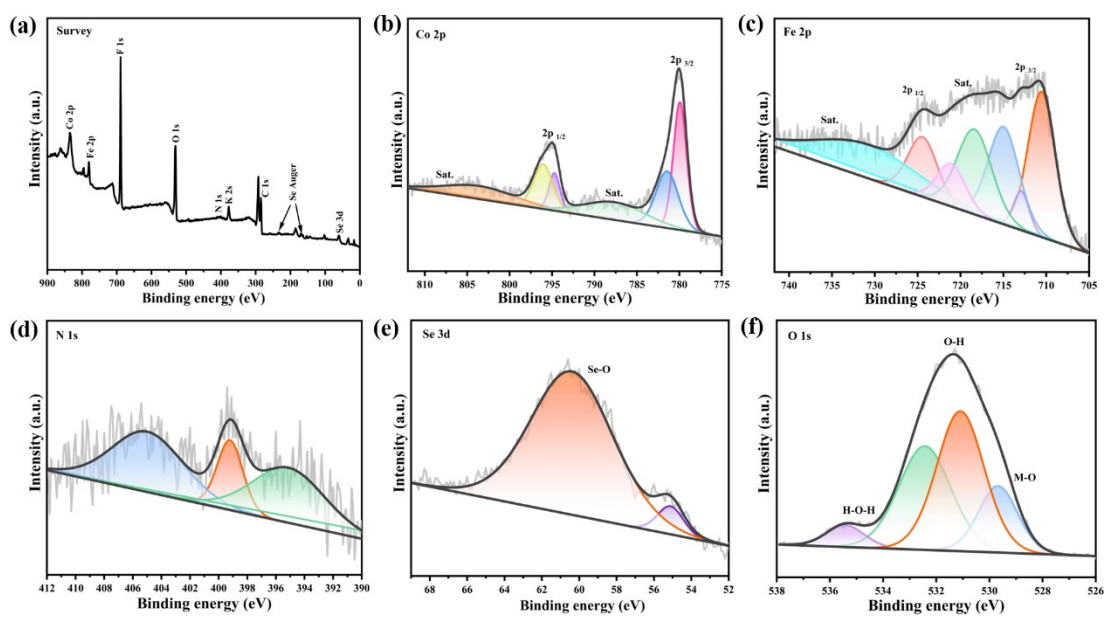 (a)
Survey
Co 2p
Fe 2p
F 1s
O 1s
N 1s
K 2s
C 1s
Se Auger
Se 3d
Intensity (a.u.)
900 800 700 600 500 400 300 200 100 0
Binding energy (eV)
(b)
Co 2p
Sat.
2p 1/2
Sat.
2p 3/2
Intensity (a.u.)
810 805 800 795 790 785 780 775
Binding energy (eV)
(c)
Fe 2p
Sat.
2p 1/2
Sat.
2p 3/2
Intensity (a.u.)
740 735 730 725 720 715 710 705
Binding energy (eV)
(d)
N 1s
Intensity (a.u.)
412 410 408 406 404 402 400 398 396 394 392 390
Binding energy (eV)
(e)
Se 3d
Se-O
Intensity (a.u.)
68 66 64 62 60 58 56 54 52
Binding energy (eV)
(f)
O 1s
O-H
M-O
H-O-H
Intensity (a.u.)
538 536 534 532 530 528 526
Binding energy (eV)